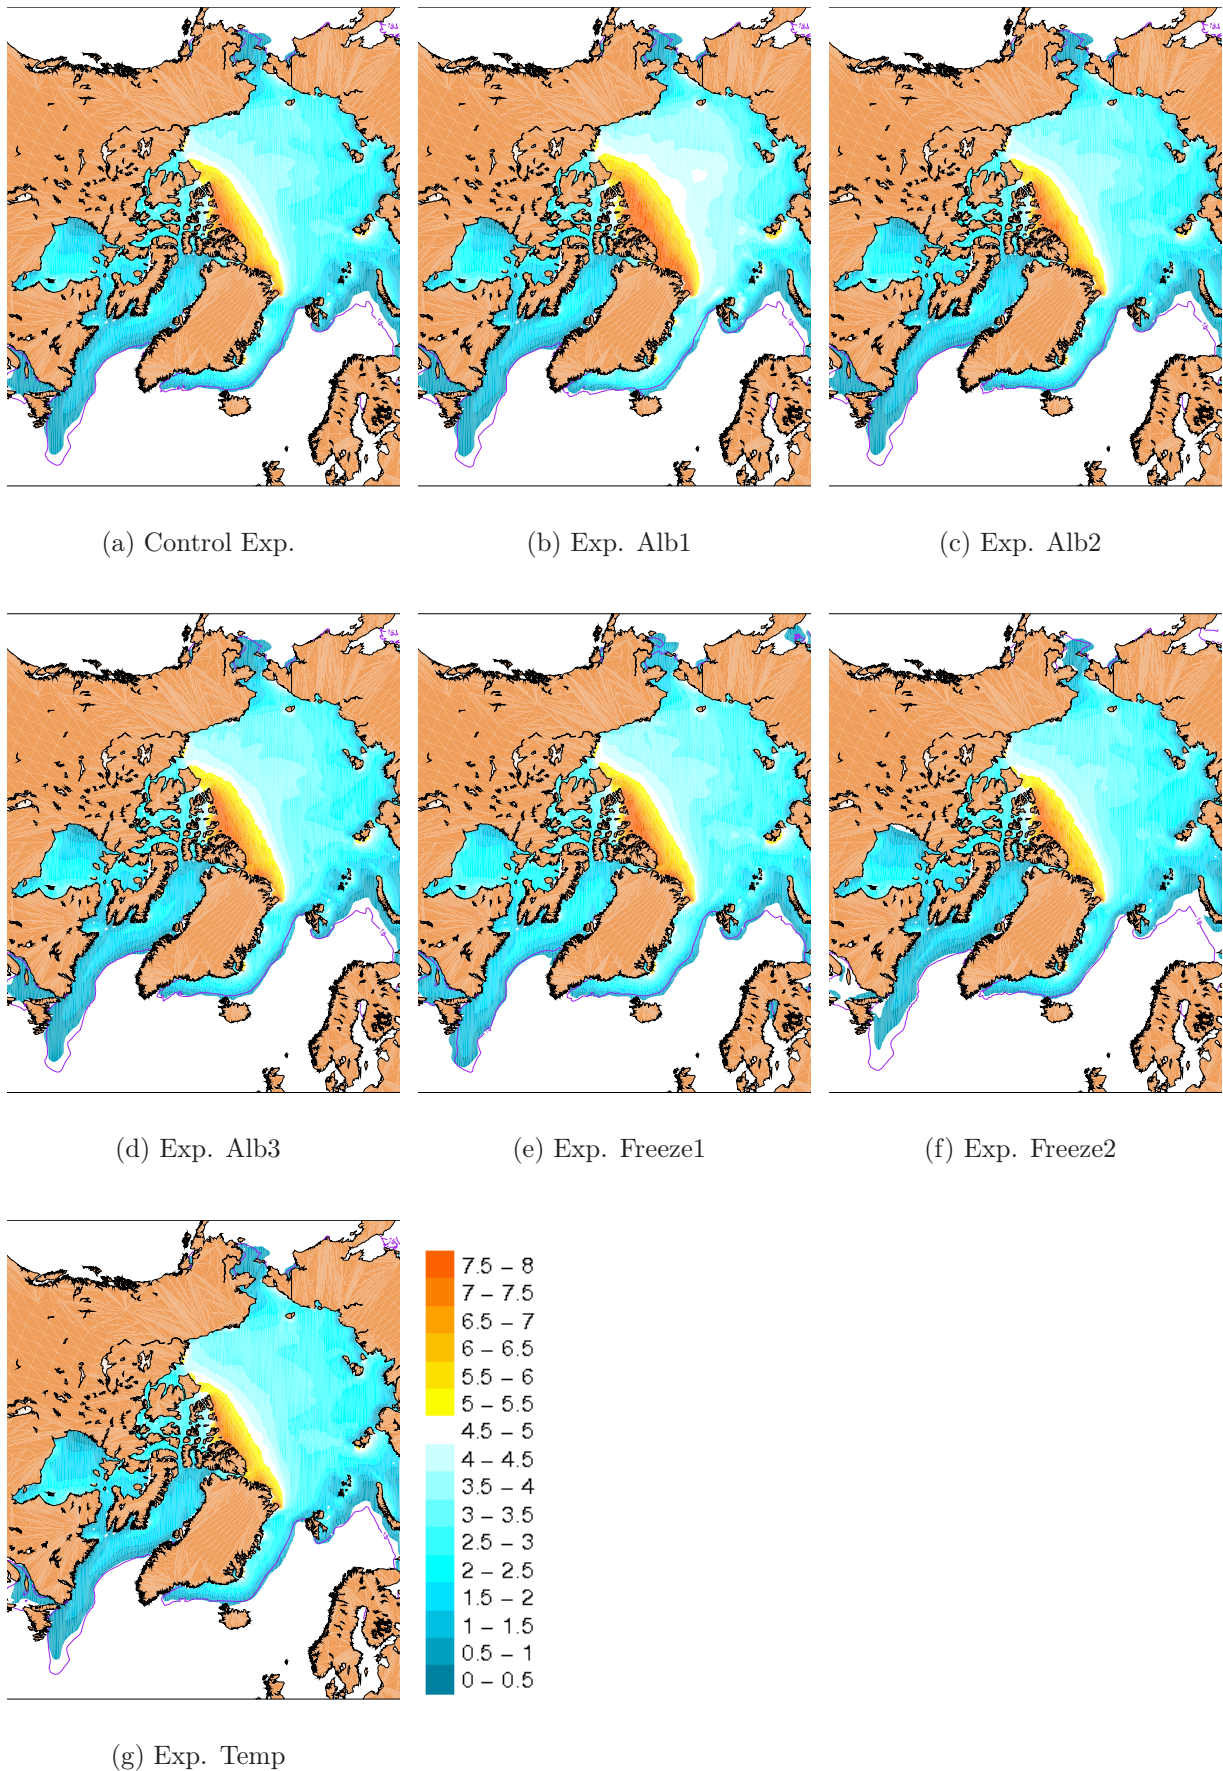 (a) Control Exp.
(b) Exp. Alb1
(c) Exp. Alb2
(d) Exp. Alb3
(e) Exp. Freeze1
(f) Exp. Freeze2
7.5 – 8
7 – 7.5
6.5 – 7
6 – 6.5
5.5 – 6
5 – 5.5
4.5 – 5
4 – 4.5
3.5 – 4
3 – 3.5
2.5 – 3
2 – 2.5
1.5 – 2
1 – 1.5
0.5 – 1
0 – 0.5
(g) Exp. Temp